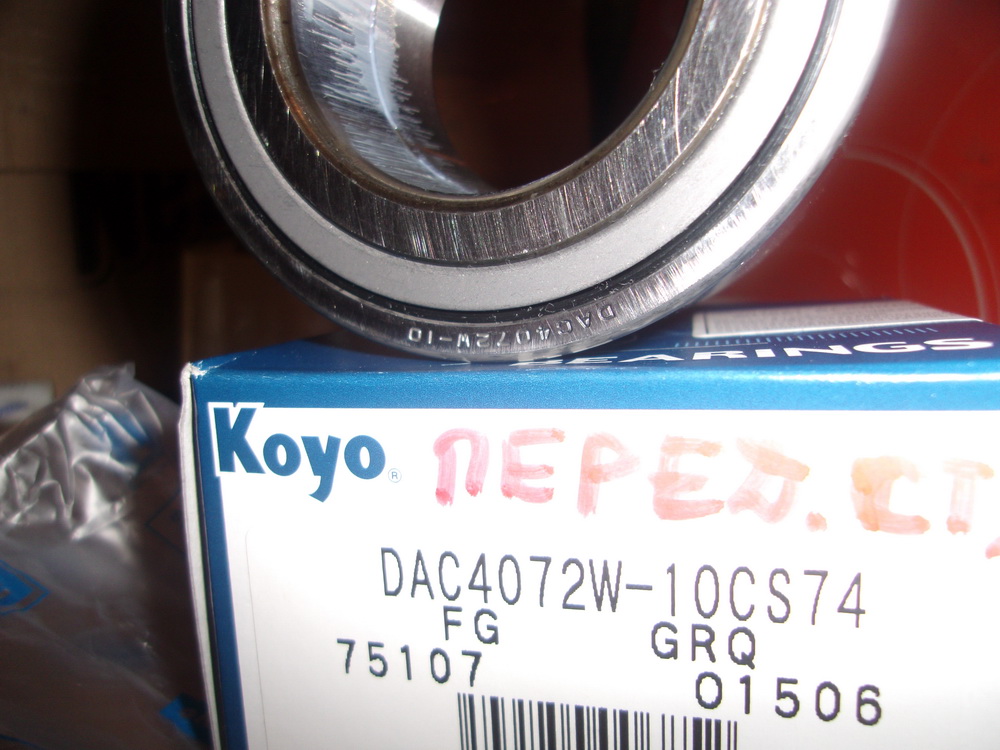 DAC4072W-10
BEARINGS
Koyo®
ПЕРЕД. СТ
DAC4072W-10CS74
FG GRQ
75107 01506